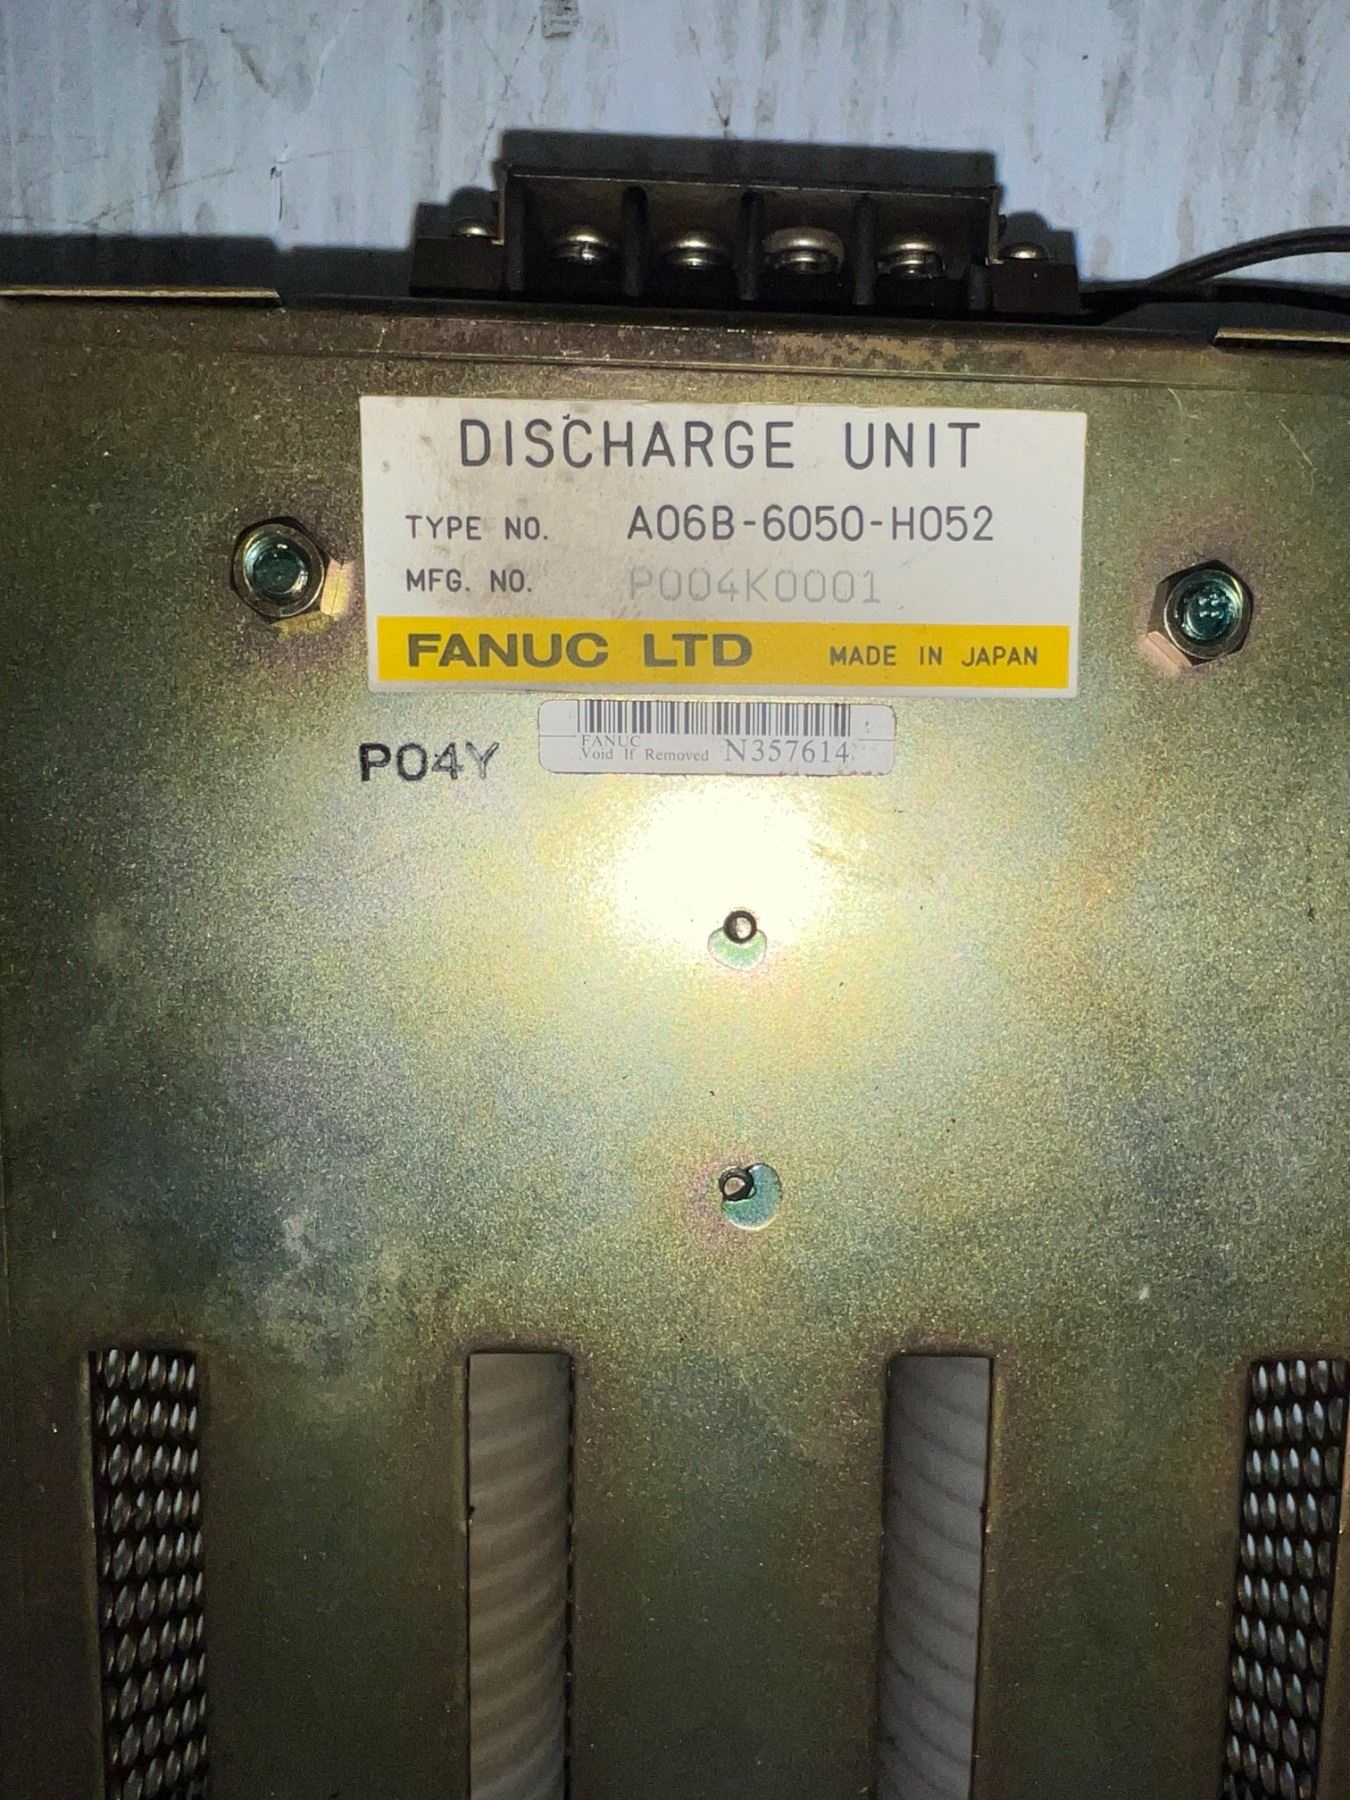 DISCHARGE UNIT
TYPE NO. A06B-6050-H052
MFG. NO. P004K0001
FANUC LTD MADE IN JAPAN
FANUC
Void If Removed N357614
P04Y